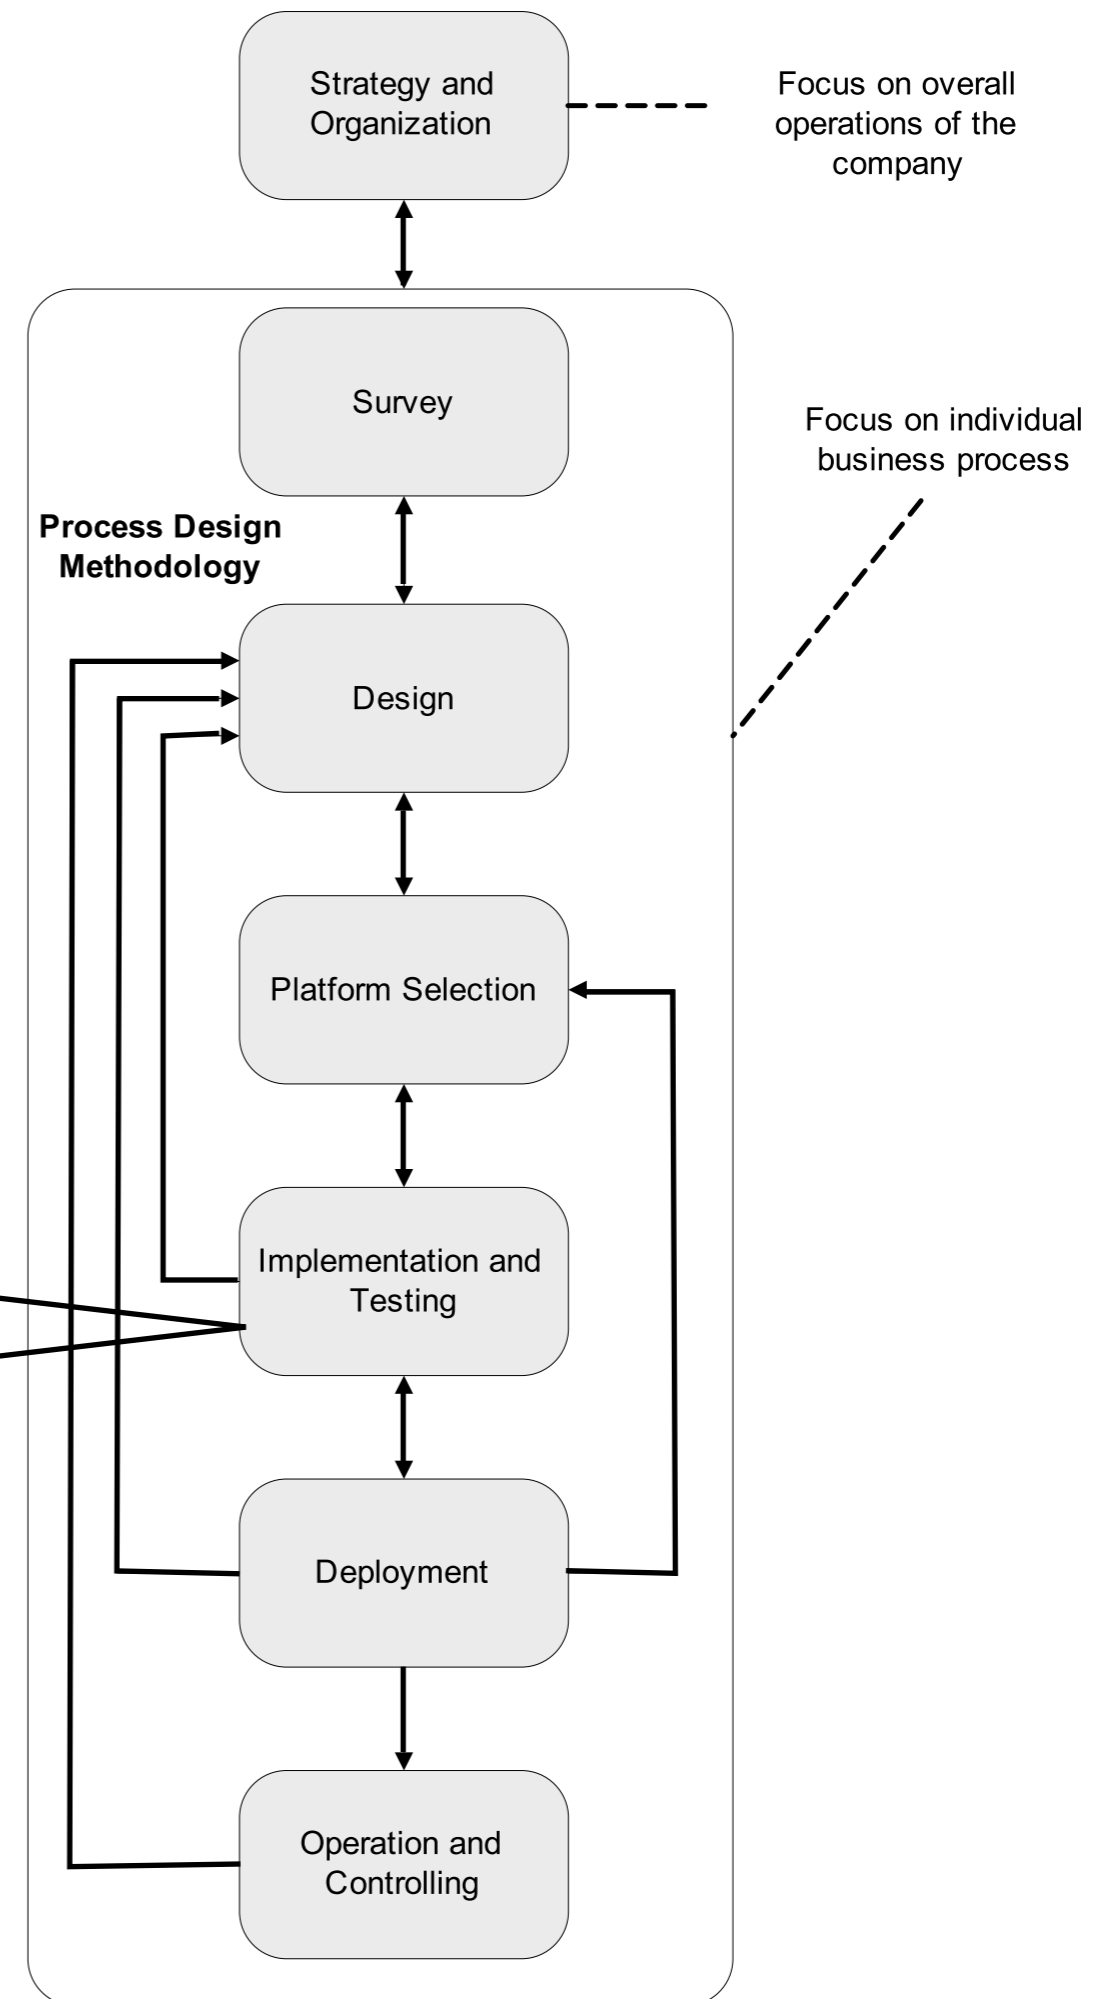 Strategy and
Organization
Focus on overall
operations of the
company
Survey
Focus on individual
business process
Process Design
Methodology
Design
Platform Selection
Implementation and
Testing
Deployment
Operation and
Controlling